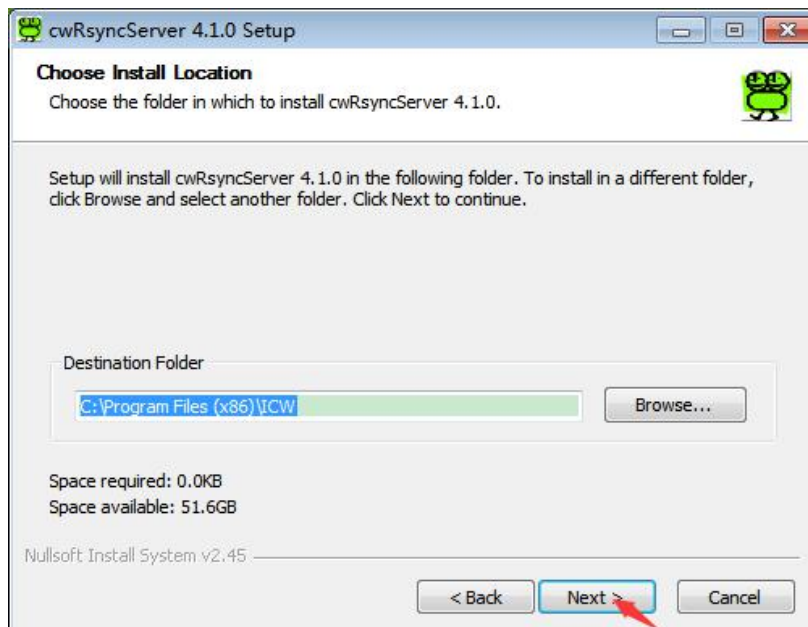 cwRsyncServer 4.1.0 Setup
Choose Install Location
Choose the folder in which to install cwRsyncServer 4.1.0.
Setup will install cwRsyncServer 4.1.0 in the following folder. To install in a different folder,
click Browse and select another folder. Click Next to continue.
Destination Folder
C:\Program Files (x86)\ICW
Browse...
Space required: 0.0KB
Space available: 51.6GB
Nullsoft Install System v2.45
< Back
Next >
Cancel